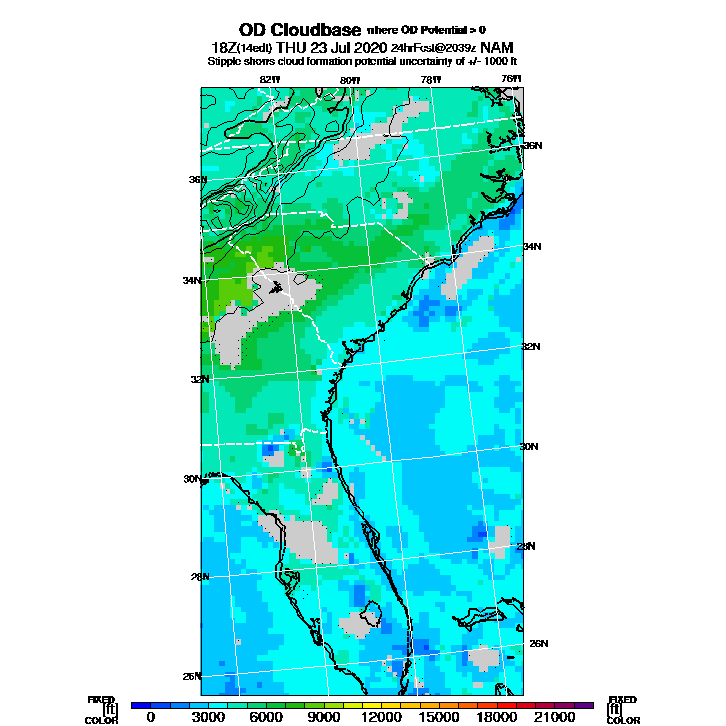 OD Cloudbase where OD Potential > 0
18Z(14edt) THU 23 Jul 2020 24hrFcst@2039z NAM
Stipple shows cloud formation potential uncertainty of +/- 1000 ft
82W 80W 78W 76W
36N
36N
34N
34N
32N
32N
30N
30N
28N
28N
26N
26N
FIXED FIXED
[ft] 0 3000 6000 9000 12000 15000 18000 21000 [ft]
COLOR COLOR